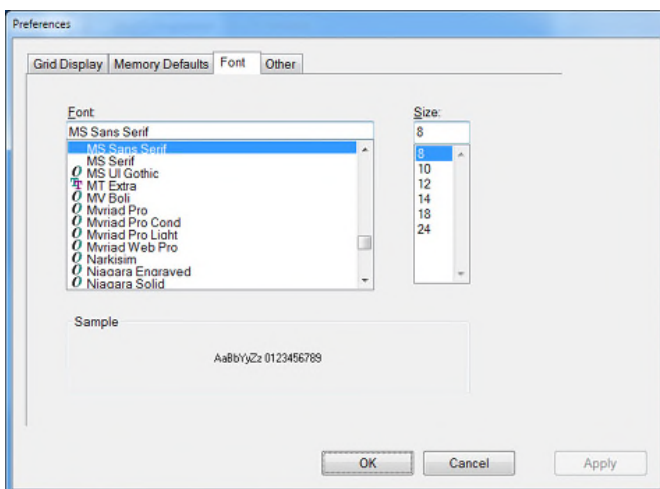 Preferences
Grid Display Memory Defaults Font Other
Font: Size:
MS Sans Serif 8
MS Sans Serif 8
MS Serif 10
MS UI Gothic 12
MT Extra 14
MV Boli 18
Myriad Pro 24
Myriad Pro Cond
Myriad Pro Light
Myriad Web Pro
Narkisim
Niagara Engraved
Niagara Solid
Sample
AaBbYyZz 0123456789
OK Cancel Apply